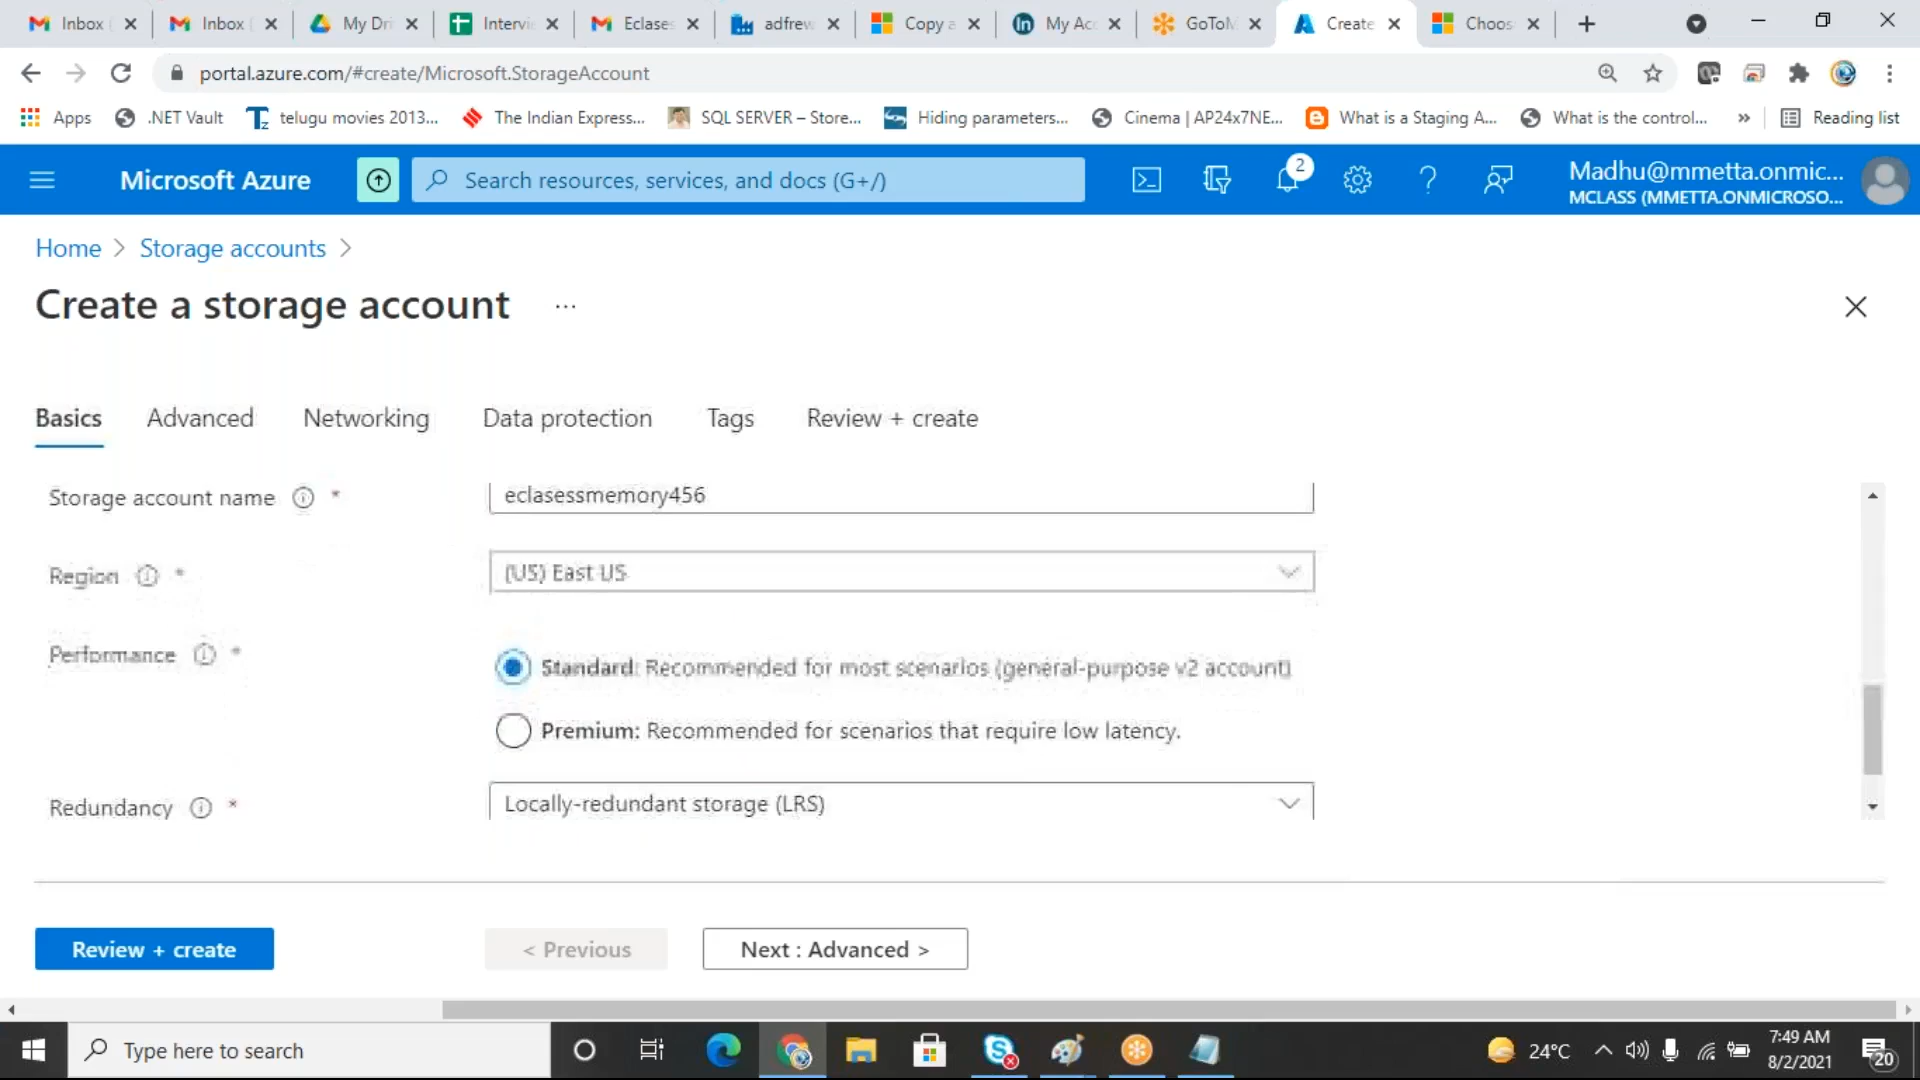 Inbox
Inbox
My Dri
Intervie
Eclases
adfrew
Copy a
My Acc
GoToM
Create
Choos
portal.azure.com/#create/Microsoft.StorageAccount
Apps
.NET Vault
telugu movies 2013...
The Indian Express...
SQL SERVER – Store...
Hiding parameters...
Cinema | AP24x7NE...
What is a Staging A...
What is the control...
»
Reading list
Microsoft Azure
Search resources, services, and docs (G+/)
2
Madhu@mmetta.onmic...
MCLASS (MMETTA.ONMICROSO...
Home > Storage accounts >
Create a storage account ...
Basics
Advanced
Networking
Data protection
Tags
Review + create
Storage account name *
eclasessmemory456
Region *
(US) East US
Performance *
Standard: Recommended for most scenarios (general-purpose v2 account)
Premium: Recommended for scenarios that require low latency.
Redundancy *
Locally-redundant storage (LRS)
Review + create
< Previous
Next : Advanced >
Type here to search
24°C
7:49 AM
8/2/2021
20